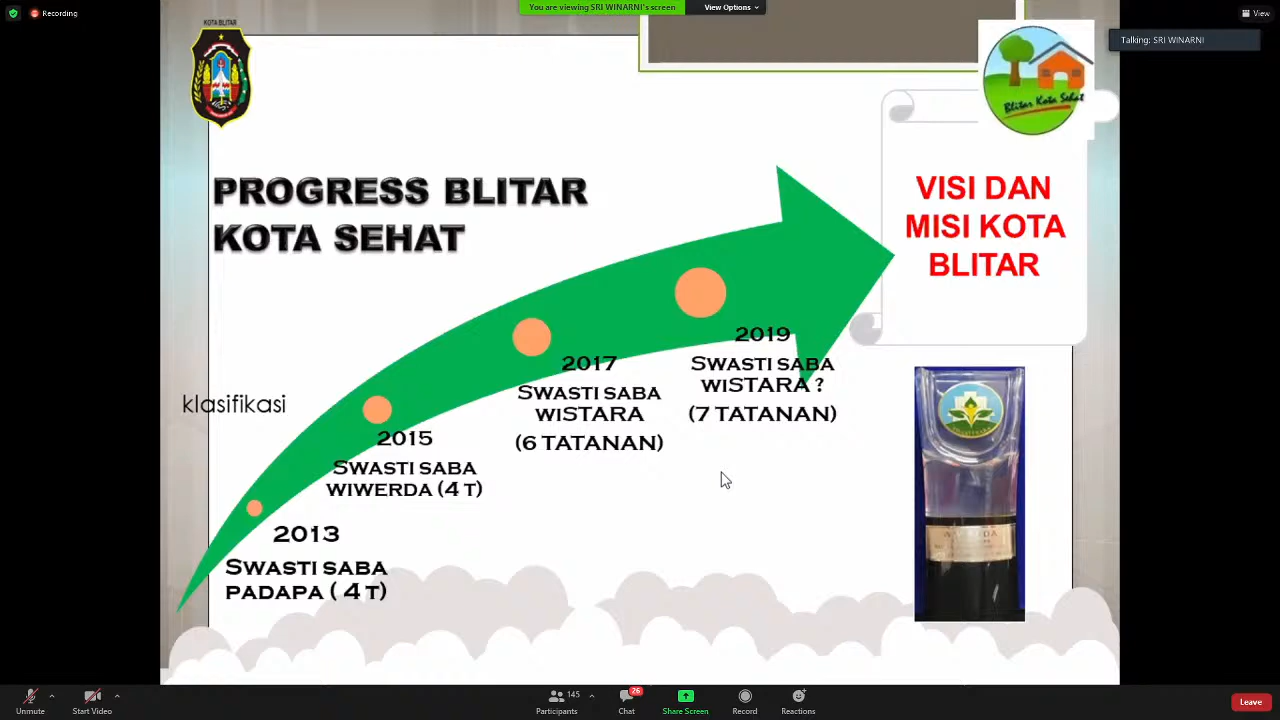 Recording
You are viewing SRI WINARNI's screen
View Options
View
Talking: SRI WINARNI
KOTA BLITAR
Blitar Kota Sehat
PROGRESS BLITAR
KOTA SEHAT
VISI DAN
MISI KOTA
BLITAR
klasifikasi
2019
SWASTI SABA
WISTARA ?
(7 TATANAN)
2017
SWASTI SABA
WISTARA
(6 TATANAN)
2015
SWASTI SABA
WIWERDA (4 T)
2013
SWASTI SABA
PADAPA ( 4 T)
Unmute
Start Video
145
Participants
26
Chat
Share Screen
Record
Reactions
Leave